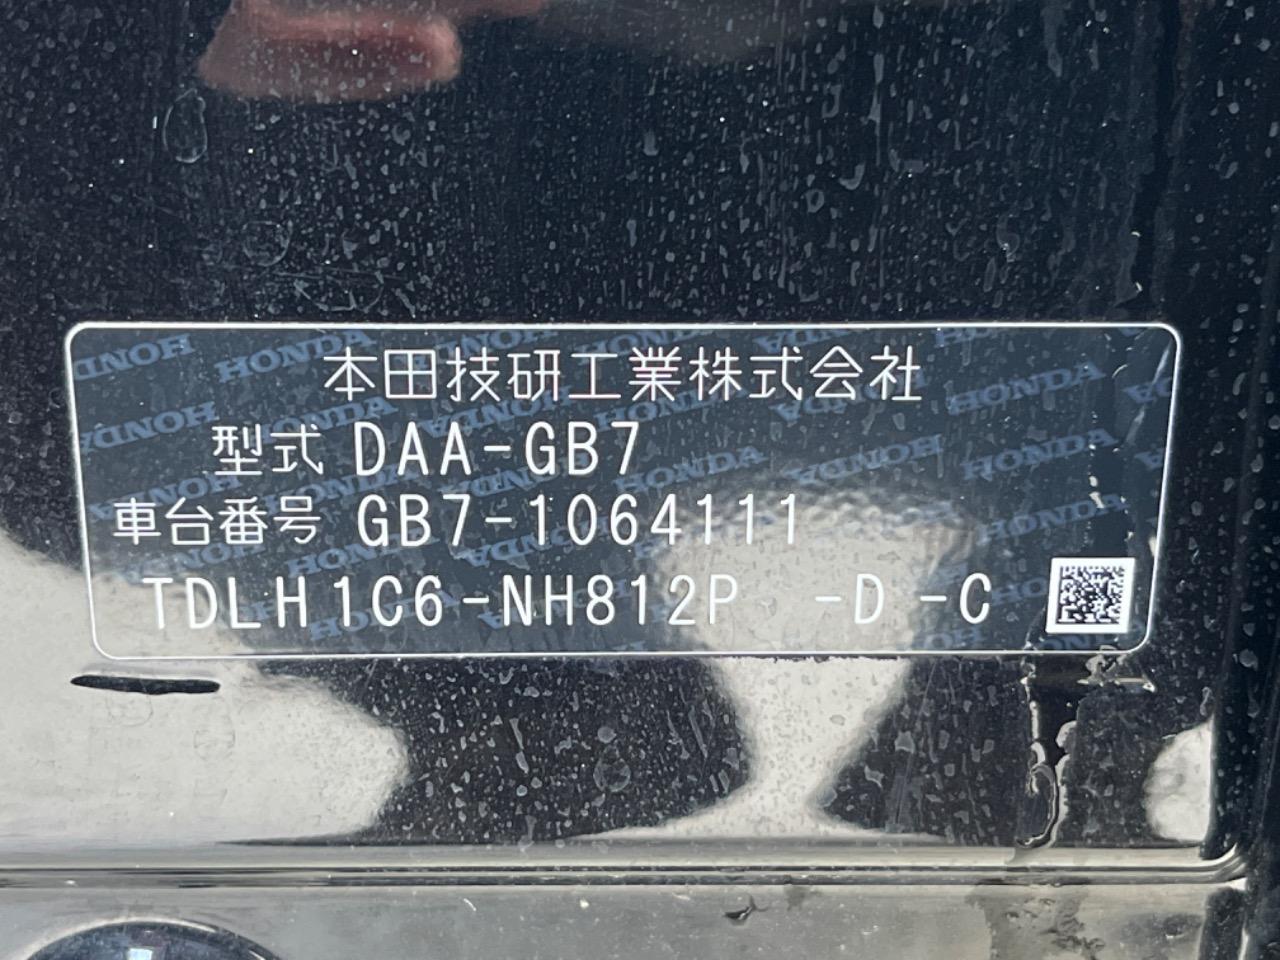 本田技研工業株式会社
型式 DAA-GB7
車台番号 GB7-1064111
TDLH1C6-NH812P -D -C